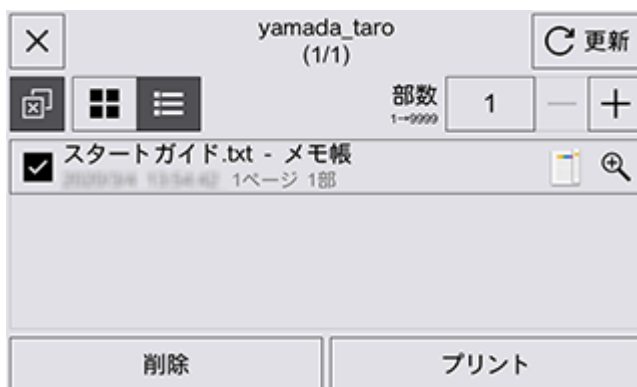 yamada_taro
(1/1)
更新
部数
1→9999
1
スタートガイド.txt - メモ帳
1ページ 1部
削除
プリント